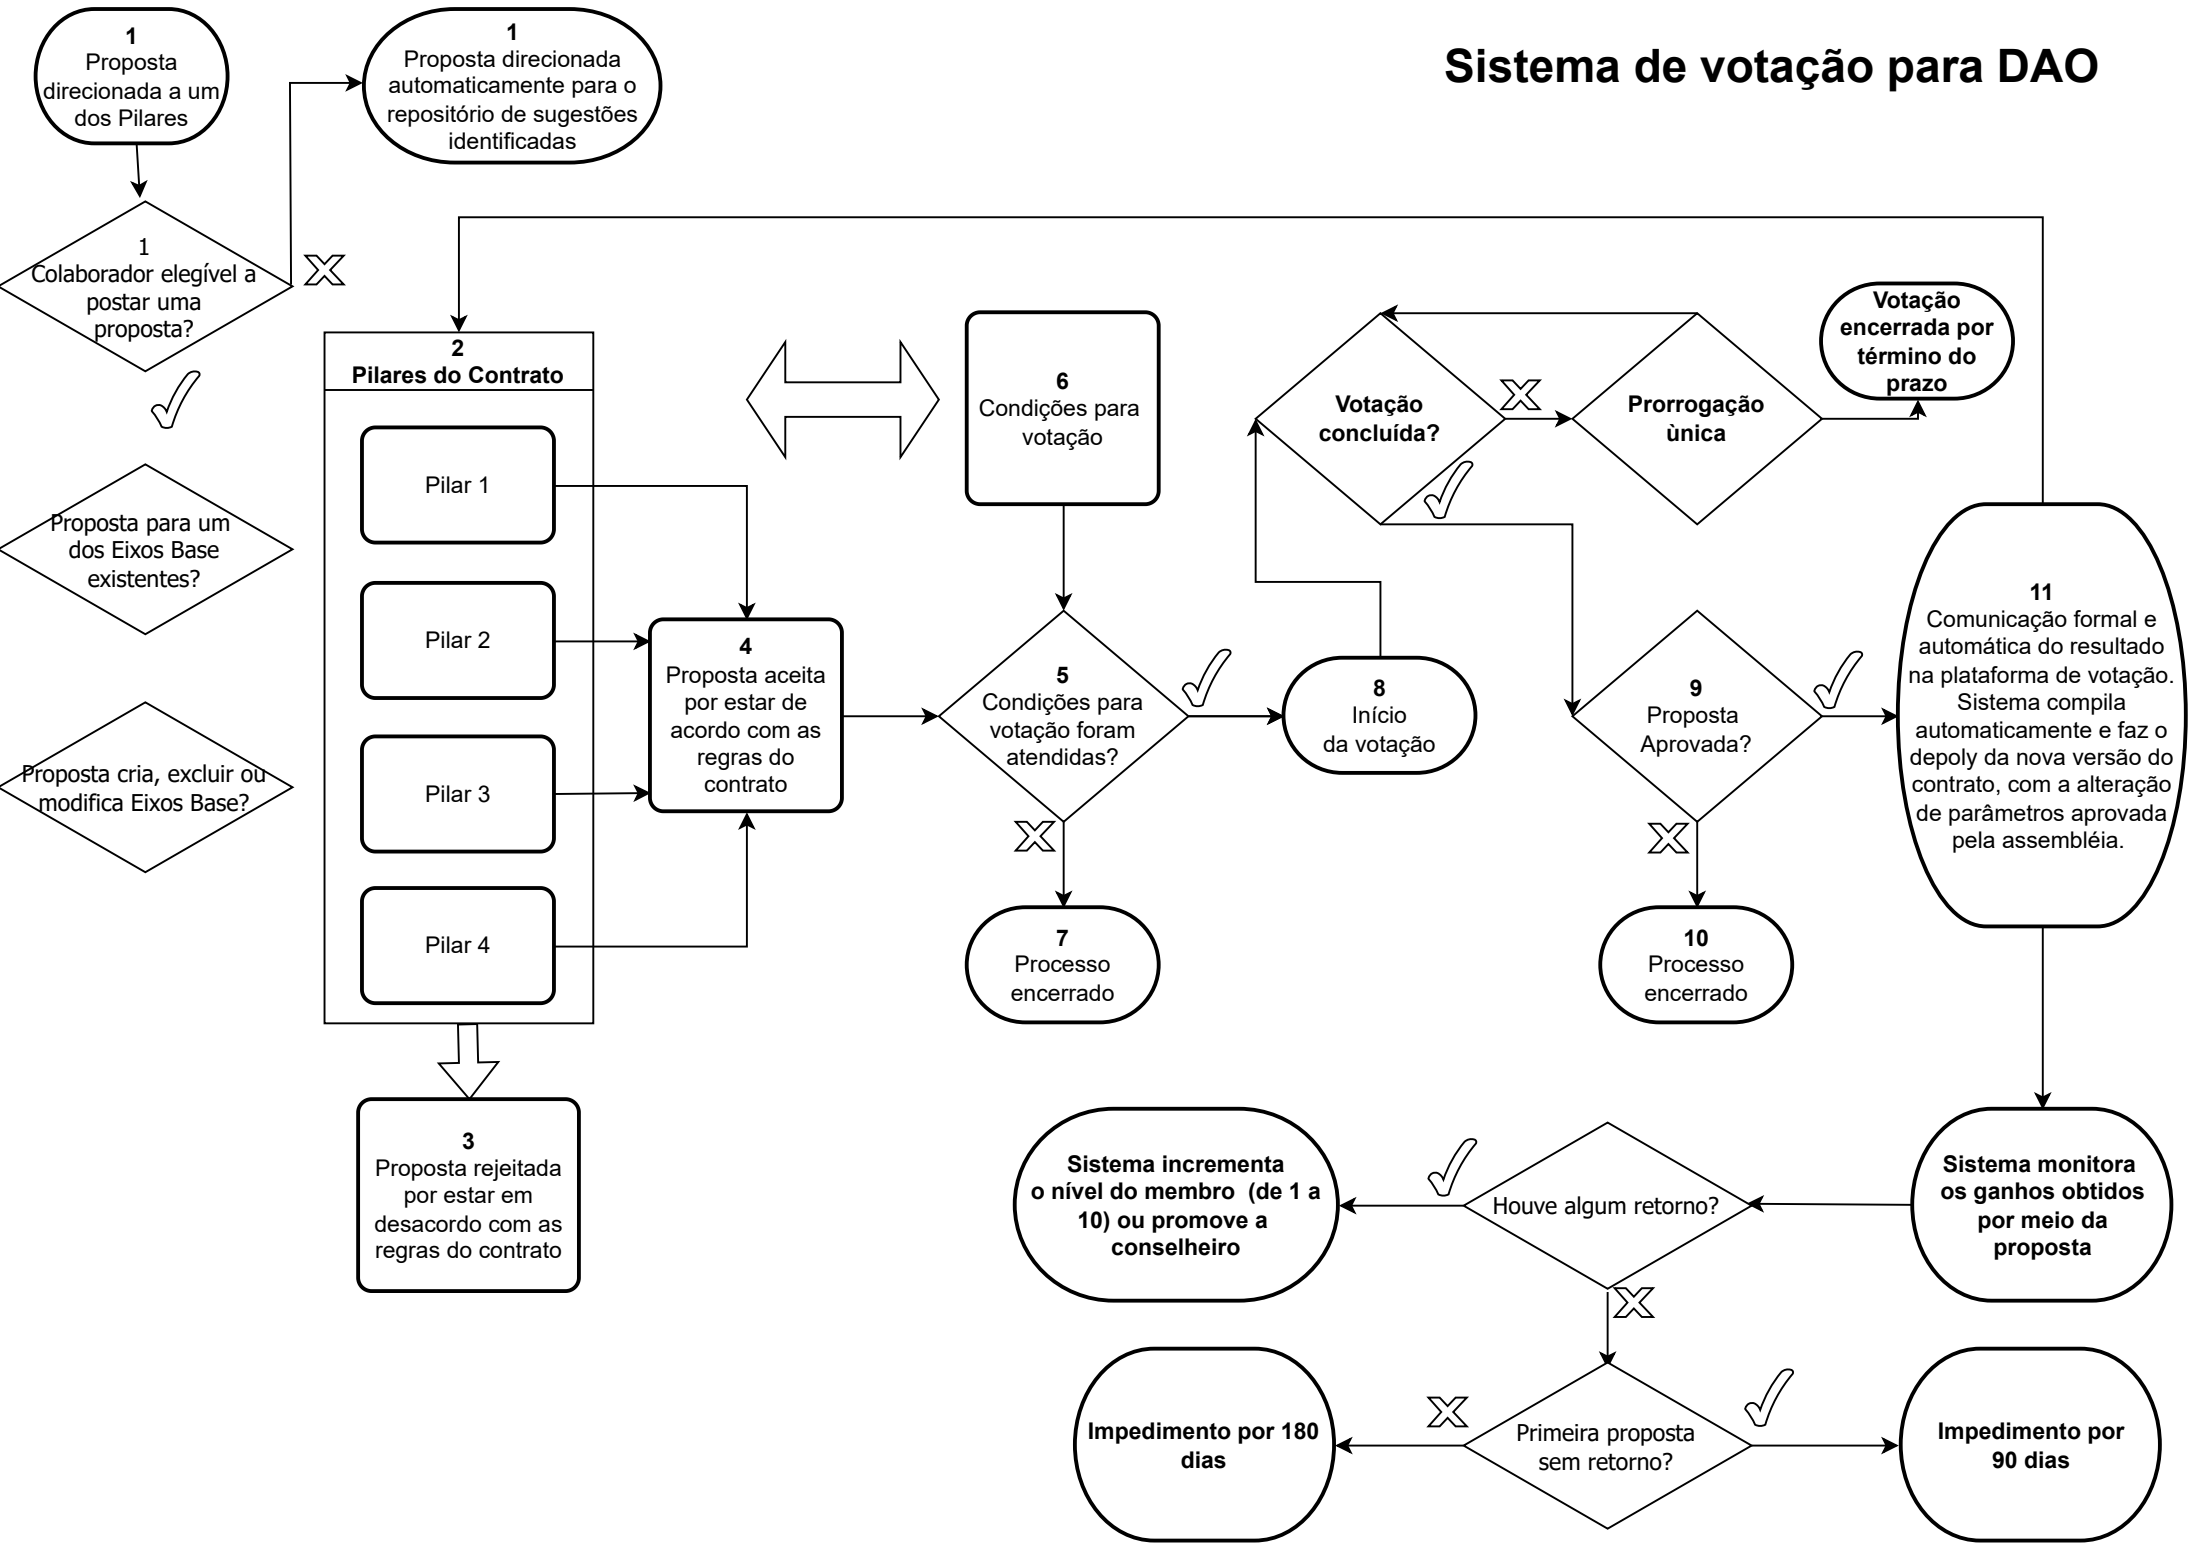 Sistema de votação para DAO
1
Proposta
direcionada a um
dos Pilares
1
Proposta direcionada
automaticamente para o
repositório de sugestões
identificadas
1
Colaborador elegível a
postar uma
proposta?
Proposta para um
dos Eixos Base
existentes?
Proposta cria, excluir ou
modifica Eixos Base?
2
Pilares do Contrato
Pilar 1
Pilar 2
Pilar 3
Pilar 4
3
Proposta rejeitada
por estar em
desacordo com as
regras do contrato
4
Proposta aceita
por estar de
acordo com as
regras do
contrato
6
Condições para
votação
5
Condições para
votação foram
atendidas?
7
Processo
encerrado
8
Início
da votação
Votação
concluída?
Prorrogação
ùnica
Votação
encerrada por
término do
prazo
9
Proposta
Aprovada?
10
Processo
encerrado
11
Comunicação formal e
automática do resultado
na plataforma de votação.
Sistema compila
automaticamente e faz o
depoly da nova versão do
contrato, com a alteração
de parâmetros aprovada
pela assembléia.
Sistema monitora
os ganhos obtidos
por meio da
proposta
Houve algum retorno?
Sistema incrementa
o nível do membro (de 1 a
10) ou promove a
conselheiro
Primeira proposta
sem retorno?
Impedimento por 180
dias
Impedimento por
90 dias